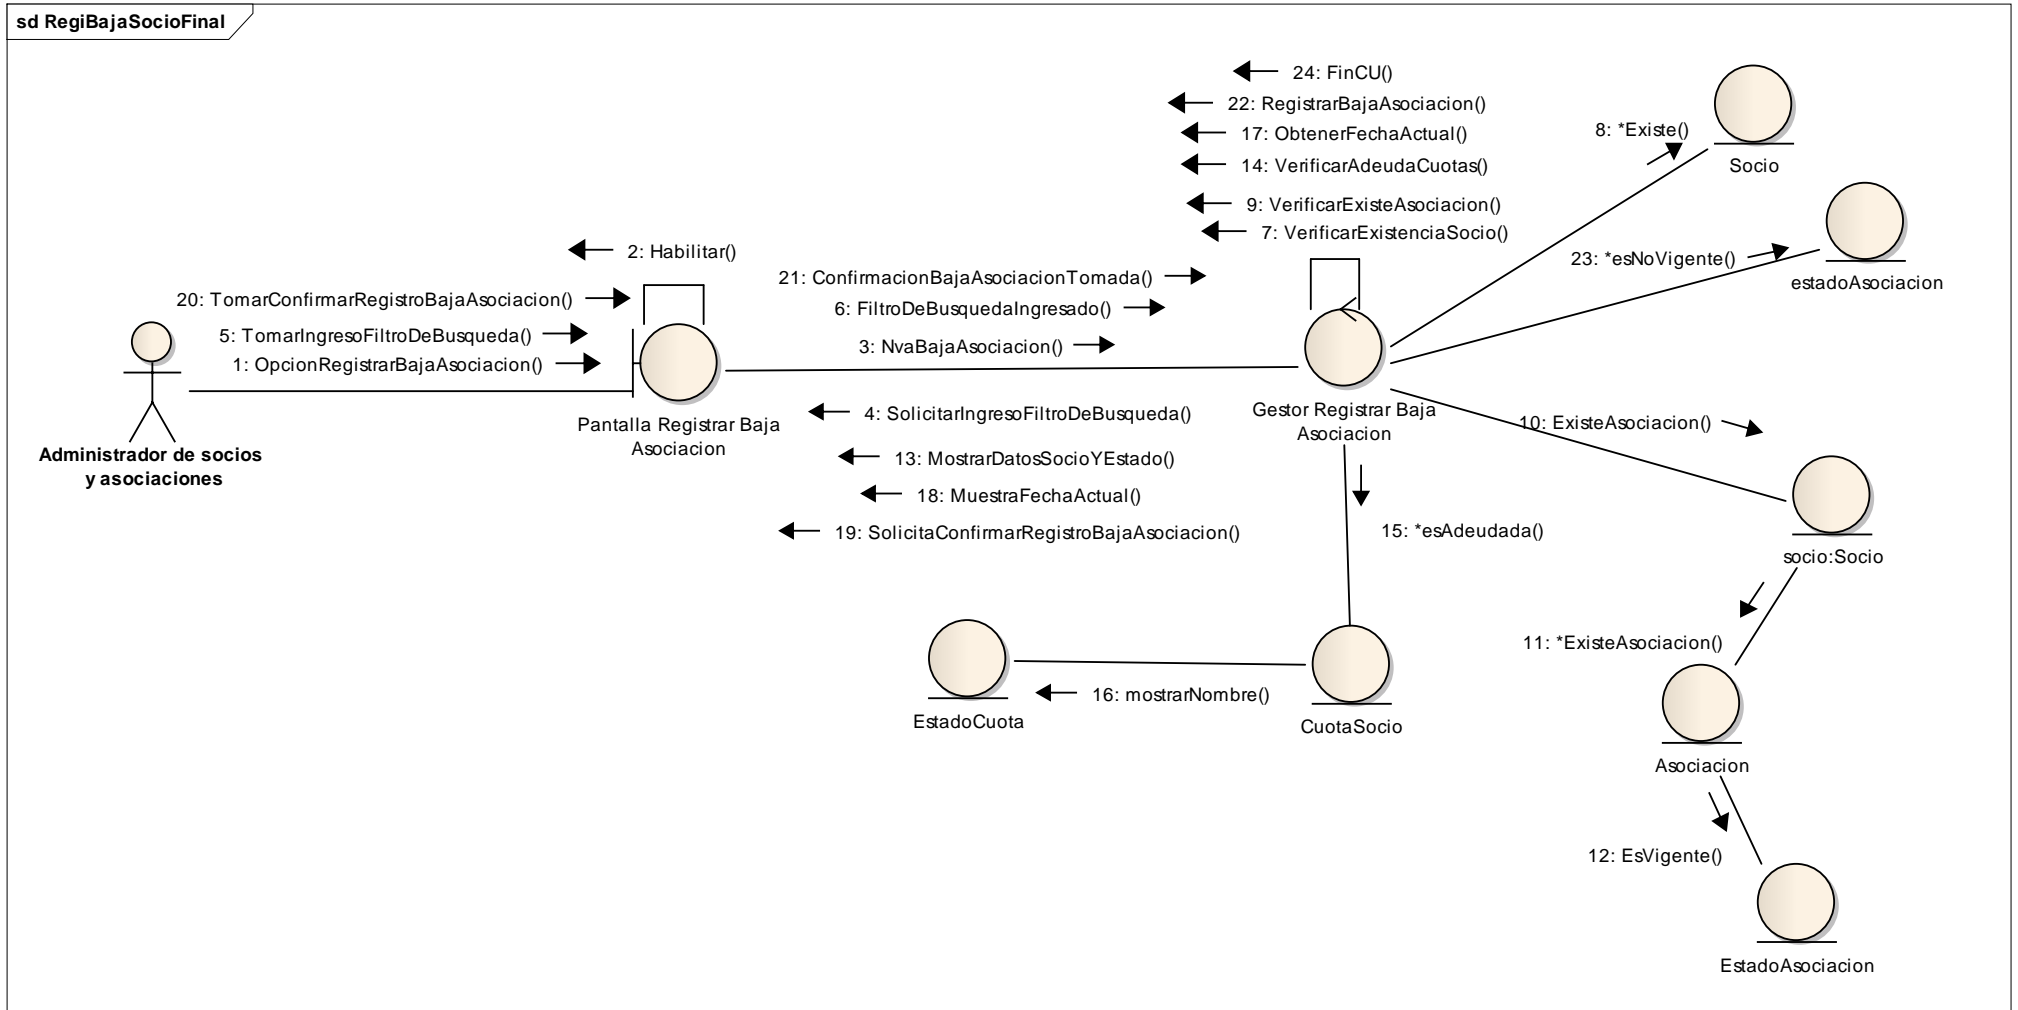 sd RegiBajaSocioFinal
24: FinCU()
22: RegistrarBajaAsociacion()
17: ObtenerFechaActual()
14: VerificarAdeudaCuotas()
9: VerificarExisteAsociacion()
7: VerificarExistenciaSocio()
8: *Existe()
Socio
2: Habilitar()
23: *esNoVigente()
estadoAsociacion
21: ConfirmacionBajaAsociacionTomada()
20: TomarConfirmarRegistroBajaAsociacion()
6: FiltroDeBusquedaIngresado()
5: TomarIngresoFiltroDeBusqueda()
3: NvaBajaAsociacion()
1: OpcionRegistrarBajaAsociacion()
Administrador de socios
y asociaciones
Pantalla Registrar Baja
Asociacion
Gestor Registrar Baja
Asociacion
4: SolicitarIngresoFiltroDeBusqueda()
13: MostrarDatosSocioYEstado()
18: MuestraFechaActual()
19: SolicitaConfirmarRegistroBajaAsociacion()
10: ExisteAsociacion()
15: *esAdeudada()
socio:Socio
11: *ExisteAsociacion()
16: mostrarNombre()
EstadoCuota
CuotaSocio
Asociacion
12: EsVigente()
EstadoAsociacion